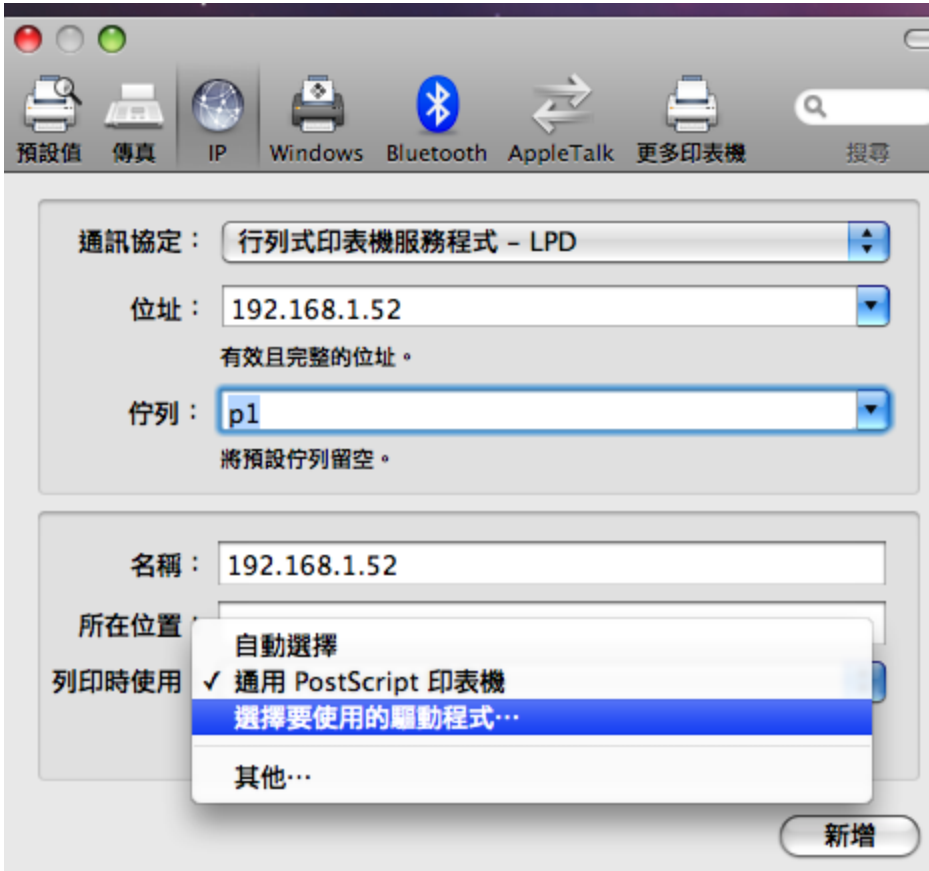 預設值 傳真 IP Windows Bluetooth AppleTalk 更多印表機 搜尋
通訊協定： 行列式印表機服務程式 – LPD
位址： 192.168.1.52
有效且完整的位址。
佇列： p1
將預設佇列留空。
名稱： 192.168.1.52
所在位置：
自動選擇
列印時使用 ✓ 通用 PostScript 印表機
選擇要使用的驅動程式⋯
其他⋯
新增